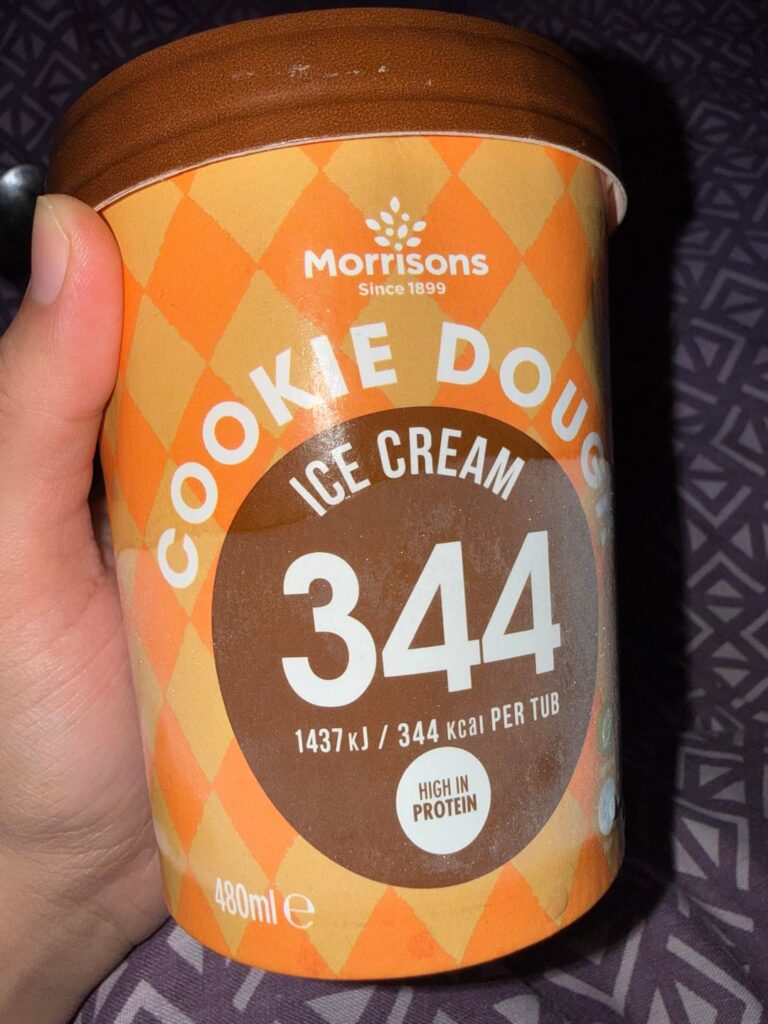 Morrisons
Since 1899
COOKIE DOUGH
ICE CREAM
344
1437KJ / 344 Kcal PER TUB
HIGH IN
PROTEIN
480ml e